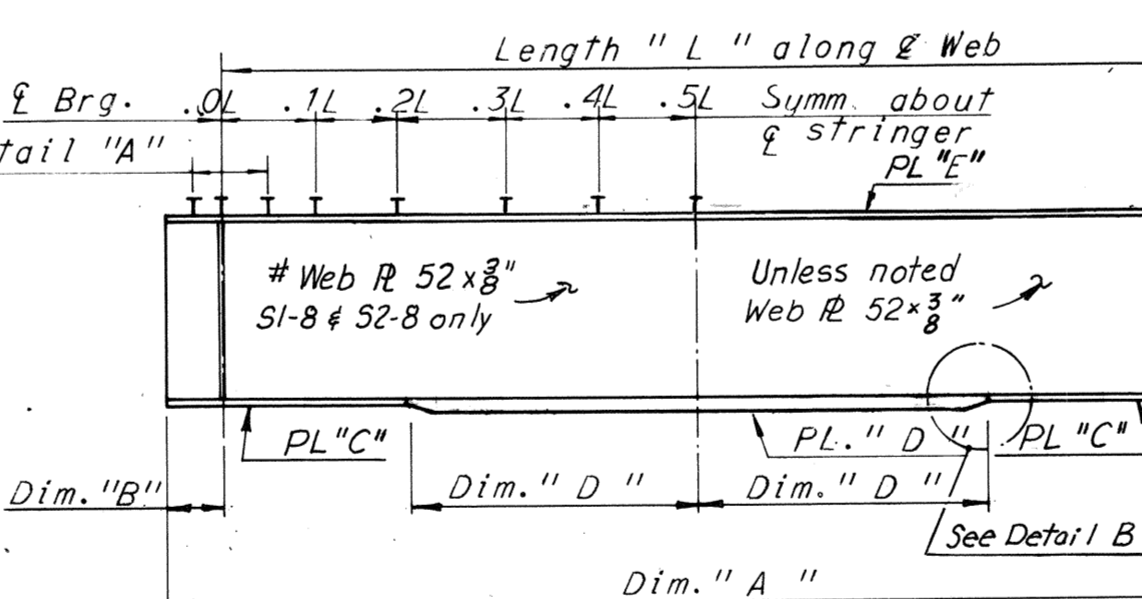 Length " L " along ℄ Web
℄ Brg. .0L .1L .2L .3L .4L .5L Symm. about
℄ stringer
tail "A"
PL "E"
# Web ℞ 52 x 3/8"
S1-8 & S2-8 only
Unless noted
Web ℞ 52 x 3/8"
PL "C"
PL. " D "
PL "C"
Dim. "B"
Dim. " D "
Dim. " D "
See Detail B
Dim. " A "